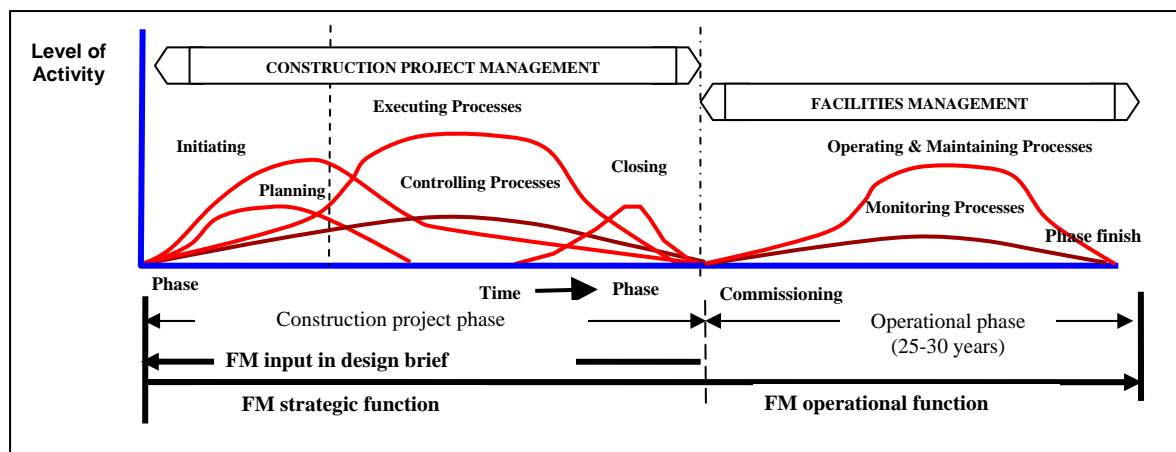 Level of
Activity
CONSTRUCTION PROJECT MANAGEMENT
FACILITIES MANAGEMENT
Executing Processes
Initiating
Closing
Operating & Maintaining Processes
Planning
Controlling Processes
Monitoring Processes
Phase finish
Phase
Time
Phase
Commissioning
Construction project phase
Operational phase
(25-30 years)
FM input in design brief
FM strategic function
FM operational function